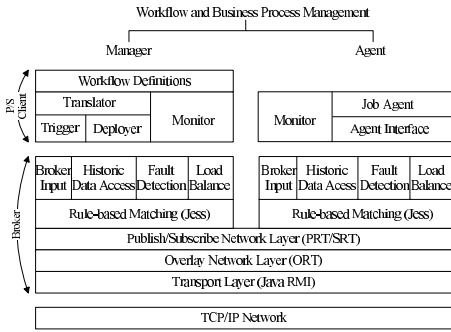 Workflow and Business Process Management
Manager
Agent
P/S
Client
Workflow Definitions
Translator
Trigger
Deployer
Monitor
Monitor
Job Agent
Agent Interface
Broker
Broker
Input
Historic
Data Access
Fault
Detection
Load
Balance
Broker
Input
Historic
Data Access
Fault
Detection
Load
Balance
Rule-based Matching (Jess)
Rule-based Matching (Jess)
Publish/Subscribe Network Layer (PRT/SRT)
Overlay Network Layer (ORT)
Transport Layer (Java RMI)
TCP/IP Network